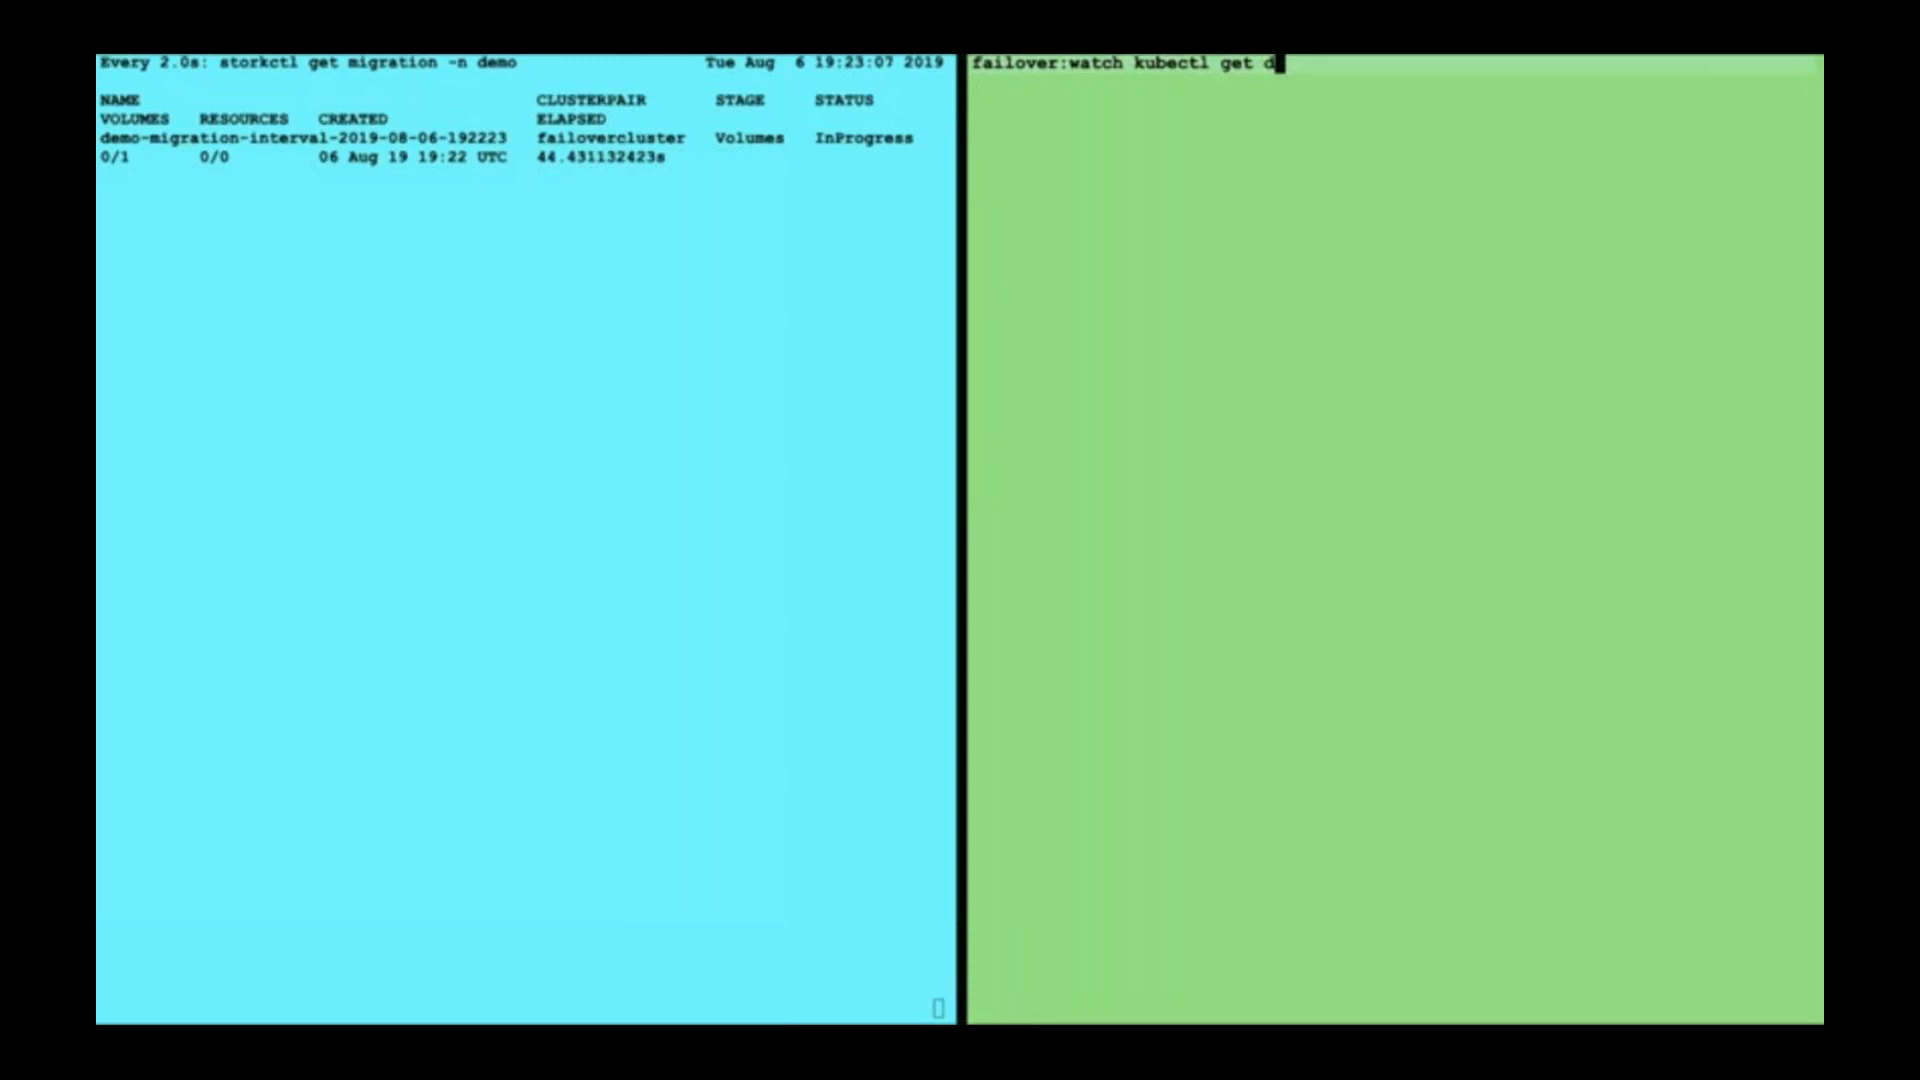 Every 2.0s: storkctl get migration -n demo Tue Aug 6 19:23:07 2019
NAME CLUSTERPAIR STAGE STATUS
VOLUMES RESOURCES CREATED ELAPSED
demo-migration-interval-2019-08-06-192223 failovercluster Volumes InProgress
0/1 0/0 06 Aug 19 19:22 UTC 44.431132423s
failover:watch kubectl get d